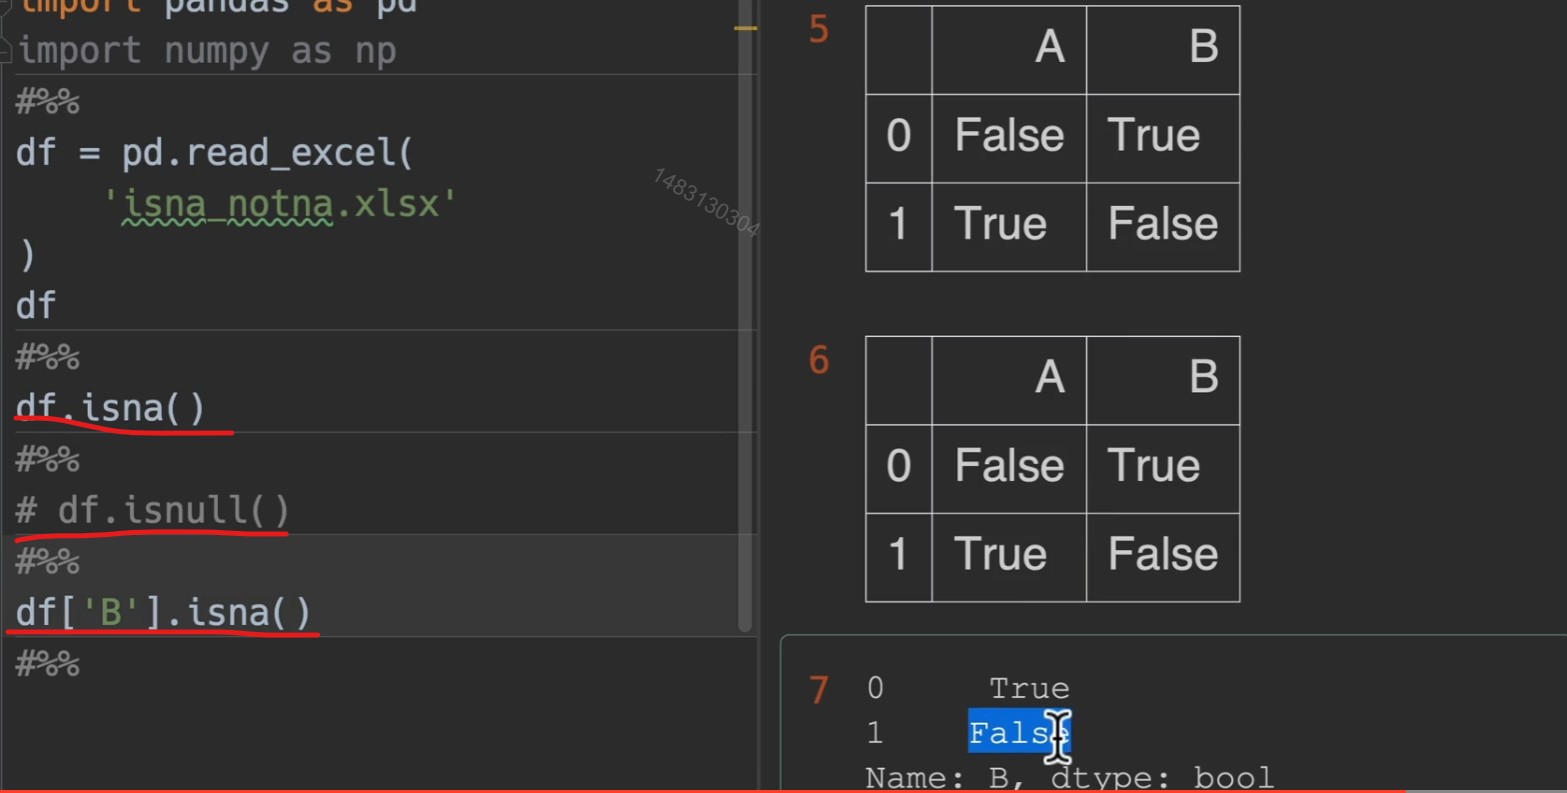 import pandas as pd
import numpy as np
#%%
df = pd.read_excel(
'isna_notna.xlsx'
)
df
#%%
df.isna()
#%%
# df.isnull()
#%%
df['B'].isna()
#%%
1483130304
5
A B
0 False True
1 True False
6
A B
0 False True
1 True False
7
0 True
1 False
Name: B, dtype: bool